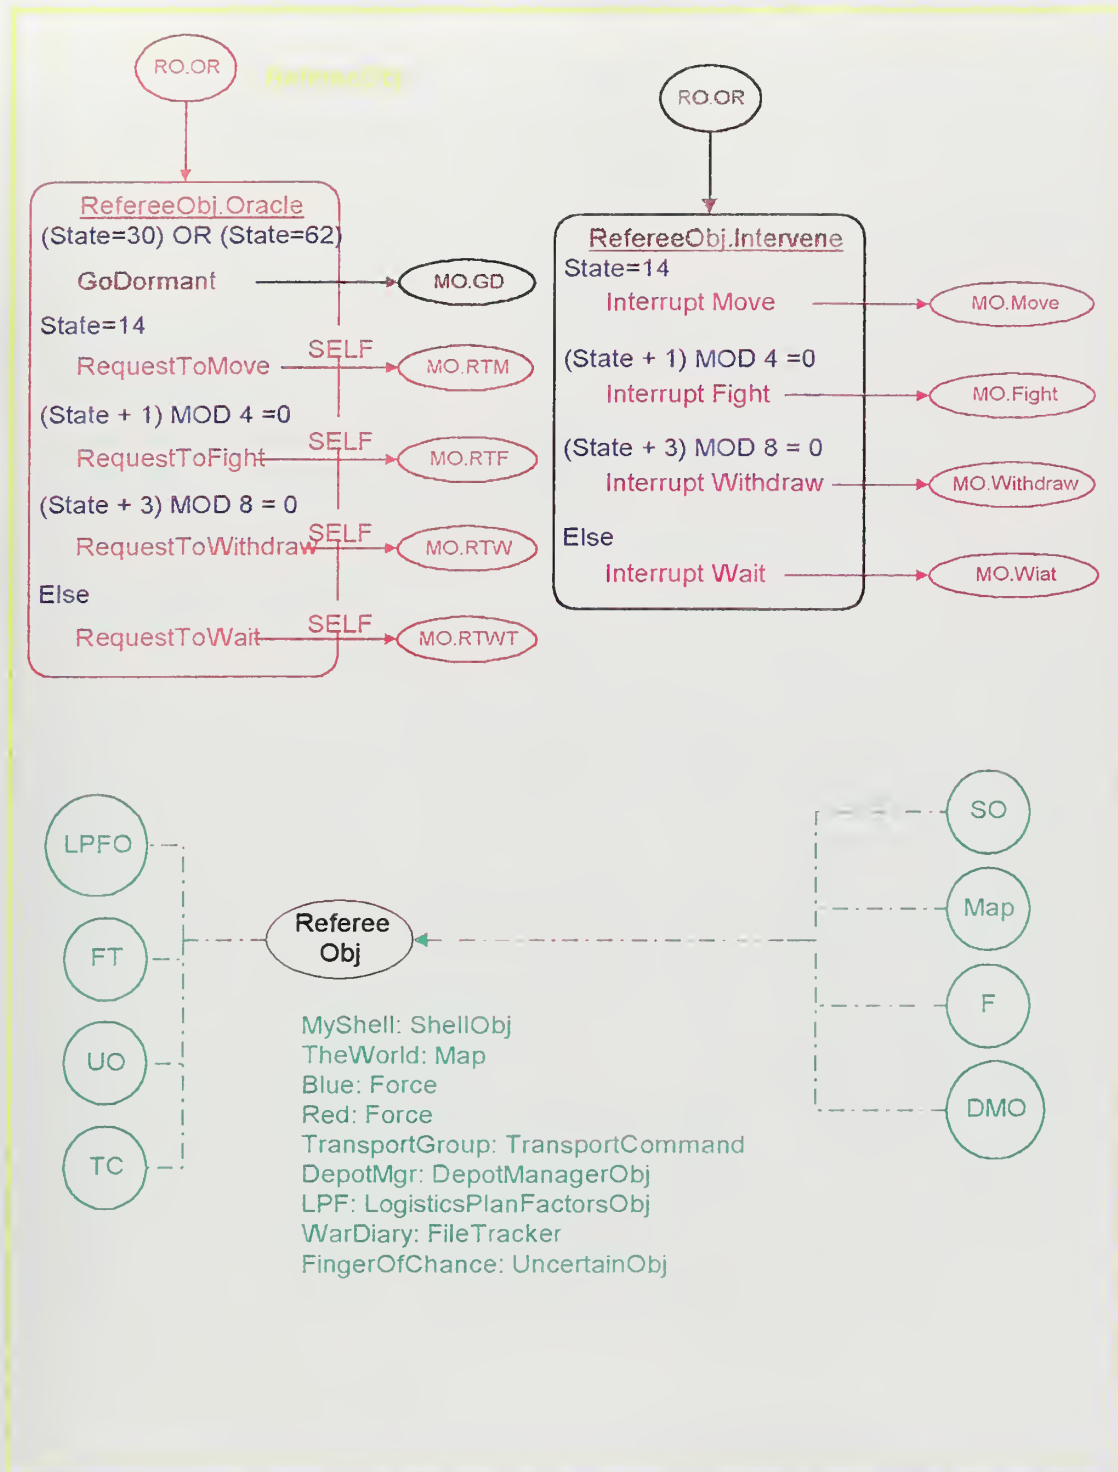 RO.OR
RefereeObj
RefereeObj.Oracle
(State=30) OR (State=62)
GoDormant
MO.GD
State=14
RequestToMove
SELF
MO.RTM
(State + 1) MOD 4 =0
RequestToFight
SELF
MO.RTF
(State + 3) MOD 8 = 0
RequestToWithdraw
SELF
MO.RTW
Else
RequestToWait
SELF
MO.RTWT
RO.OR
RefereeObj.Intervene
State=14
Interrupt Move
MO.Move
(State + 1) MOD 4 =0
Interrupt Fight
MO.Fight
(State + 3) MOD 8 = 0
Interrupt Withdraw
MO.Withdraw
Else
Interrupt Wait
MO.Wiat
LPFO
FT
UO
TC
Referee
Obj
SO
Map
F
DMO
MyShell: ShellObj
TheWorld: Map
Blue: Force
Red: Force
TransportGroup: TransportCommand
DepotMgr: DepotManagerObj
LPF: LogisticsPlanFactorsObj
WarDiary: FileTracker
FingerOfChance: UncertainObj